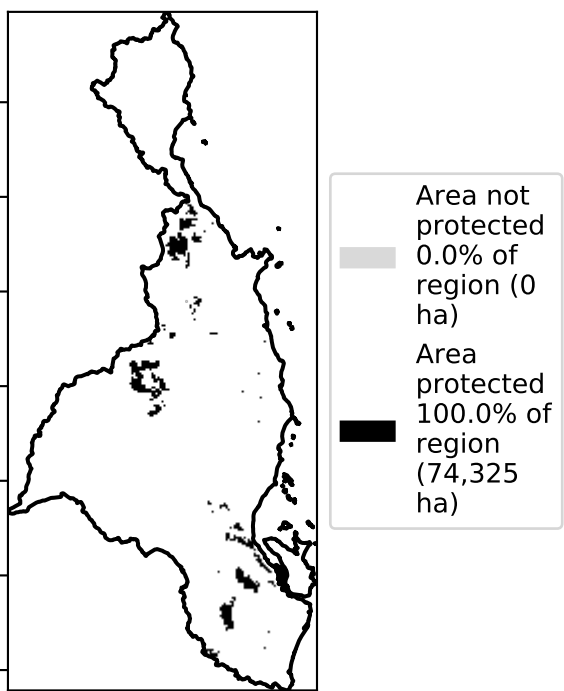 Area not
protected
0.0% of
region (0
ha)
Area
protected
100.0% of
region
(74,325
ha)